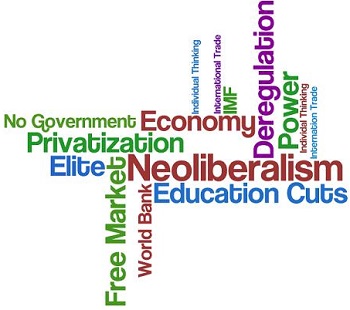 Individual Thinking
International Trade
IMF
Deregulation
Power
Individal Thinking
Internation Trade
No Government
Economy
Privatization
Elite
Neoliberalism
Education Cuts
Free Market
World Bank